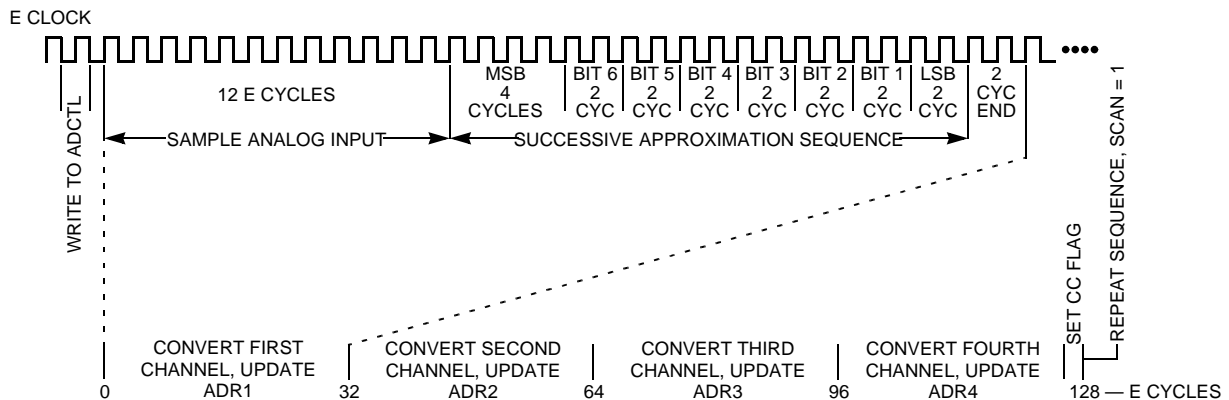 E CLOCK
MSB
4
CYCLES
BIT 6
2
CYC
BIT 5
2
CYC
BIT 4
2
CYC
BIT 3
2
CYC
BIT 2
2
CYC
BIT 1
2
CYC
LSB
2
CYC
2
CYC
END
12 E CYCLES
SAMPLE ANALOG INPUT
SUCCESSIVE APPROXIMATION SEQUENCE
WRITE TO ADCTL
SET CC FLAG
REPEAT SEQUENCE, SCAN = 1
CONVERT FIRST
CHANNEL, UPDATE
ADR1
CONVERT SECOND
CHANNEL, UPDATE
ADR2
CONVERT THIRD
CHANNEL, UPDATE
ADR3
CONVERT FOURTH
CHANNEL, UPDATE
ADR4
0
32
64
96
128 — E CYCLES